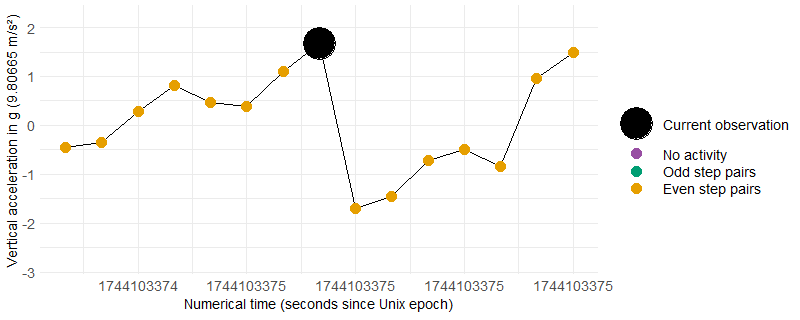 Vertical acceleration in g (9.80665 m/s²)
2
1
0
-1
-2
-3
1744103374
1744103375
1744103375
1744103375
1744103375
Numerical time (seconds since Unix epoch)
Current observation
No activity
Odd step pairs
Even step pairs